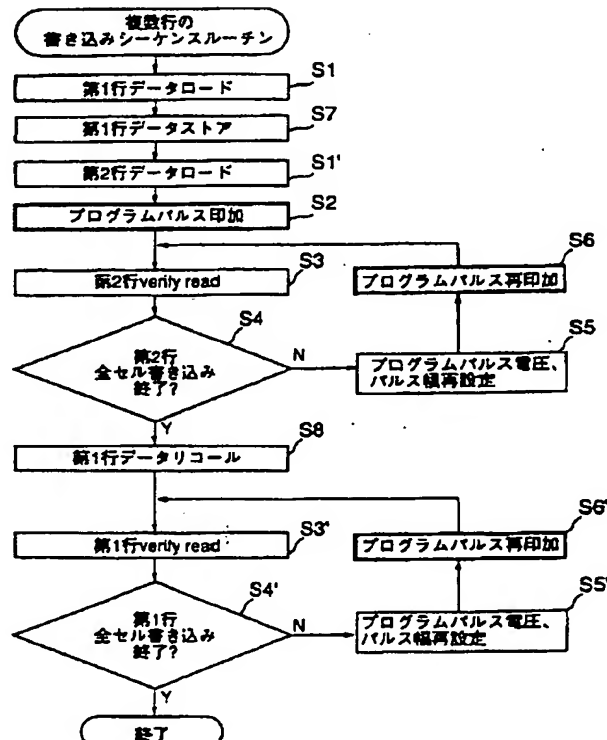 複数行の
書き込みシーケンスルーチン
S1
第1行データロード
S7
第1行データストア
S1'
第2行データロード
S2
プログラムパルス印加
S3
第2行verify read
S6
プログラムパルス再印加
S4
第2行
全セル書き込み
終了?
N
S5
プログラムパルス電圧、
パルス幅再設定
Y
S8
第1行データリコール
S3'
第1行verify read
S6'
プログラムパルス再印加
S4'
第1行
全セル書き込み
終了?
N
S5'
プログラムパルス電圧、
パルス幅再設定
Y
終了